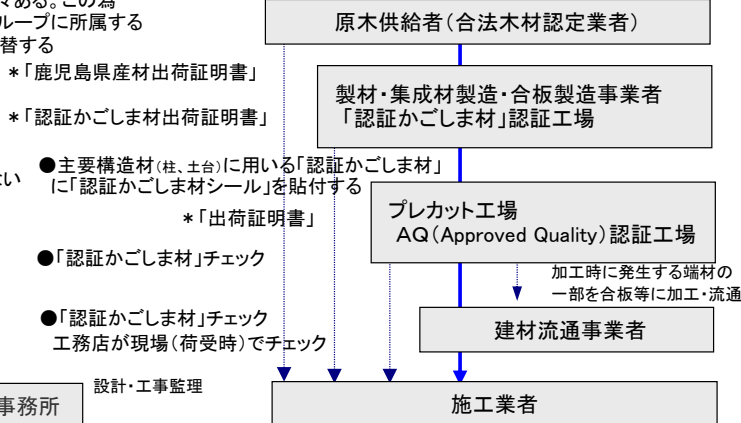 々ある。この為
ループに所属する
替する
原木供給者（合法木材認定業者）
＊「鹿児島県産材出荷証明書」
製材・集成材製造・合板製造事業者
「認証かごしま材」認証工場
＊「認証かごしま材出荷証明書」
●主要構造材（柱、土台）に用いる「認証かごしま材」
に「認証かごしま材シール」を貼付する
い
プレカット工場
AQ（Approved Quality）認証工場
＊「出荷証明書」
●「認証かごしま材」チェック
加工時に発生する端材の
一部を合板等に加工・流通
●「認証かごしま材」チェック
工務店が現場（荷受時）でチェック
建材流通事業者
設計・工事監理
事務所
施工業者